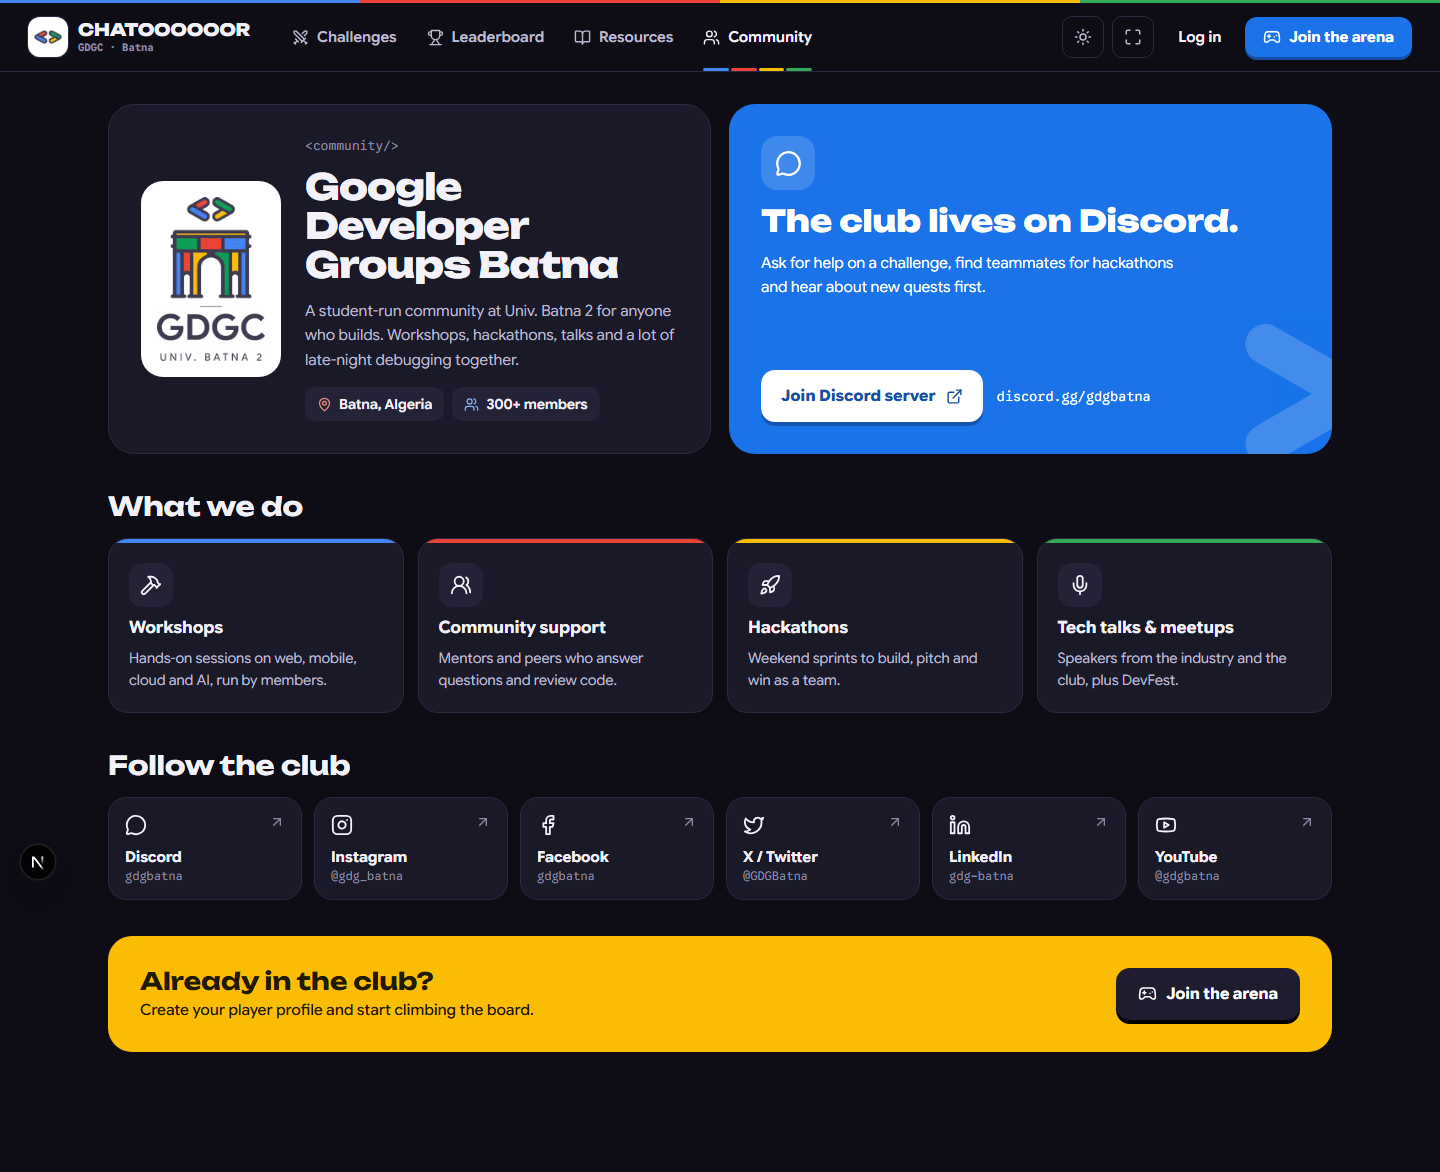 CHATOOOOOOR
GDGC · Batna
Challenges
Leaderboard
Resources
Community
Log in
Join the arena
<community/>
Google
Developer
Groups Batna
A student-run community at Univ. Batna 2 for anyone
who builds. Workshops, hackathons, talks and a lot of
late-night debugging together.
Batna, Algeria
300+ members
GDGC
UNIV. BATNA 2
The club lives on Discord.
Ask for help on a challenge, find teammates for hackathons
and hear about new quests first.
Join Discord server
discord.gg/gdgbatna
What we do
Workshops
Hands-on sessions on web, mobile,
cloud and AI, run by members.
Community support
Mentors and peers who answer
questions and review code.
Hackathons
Weekend sprints to build, pitch and
win as a team.
Tech talks & meetups
Speakers from the industry and the
club, plus DevFest.
Follow the club
Discord
gdgbatna
Instagram
@gdg_batna
Facebook
gdgbatna
X / Twitter
@GDGBatna
LinkedIn
gdg-batna
YouTube
@gdgbatna
N
Already in the club?
Create your player profile and start climbing the board.
Join the arena